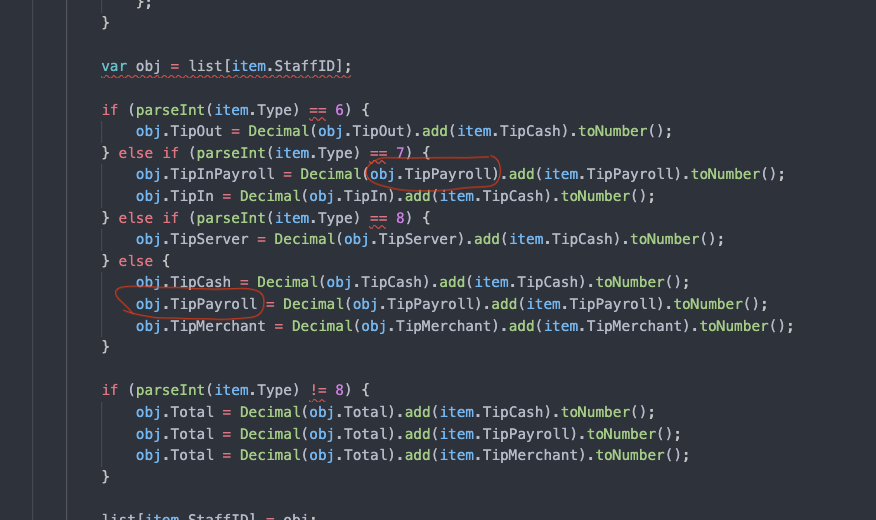 };
}
var obj = list[item.StaffID];
if (parseInt(item.Type) == 6) {
obj.TipOut = Decimal(obj.TipOut).add(item.TipCash).toNumber();
} else if (parseInt(item.Type) == 7) {
obj.TipInPayroll = Decimal(obj.TipPayroll).add(item.TipPayroll).toNumber();
obj.TipIn = Decimal(obj.TipIn).add(item.TipCash).toNumber();
} else if (parseInt(item.Type) == 8) {
obj.TipServer = Decimal(obj.TipServer).add(item.TipCash).toNumber();
} else {
obj.TipCash = Decimal(obj.TipCash).add(item.TipCash).toNumber();
obj.TipPayroll = Decimal(obj.TipPayroll).add(item.TipPayroll).toNumber();
obj.TipMerchant = Decimal(obj.TipMerchant).add(item.TipMerchant).toNumber();
}
if (parseInt(item.Type) != 8) {
obj.Total = Decimal(obj.Total).add(item.TipCash).toNumber();
obj.Total = Decimal(obj.Total).add(item.TipPayroll).toNumber();
obj.Total = Decimal(obj.Total).add(item.TipMerchant).toNumber();
}
list[item.StaffID] = obj;